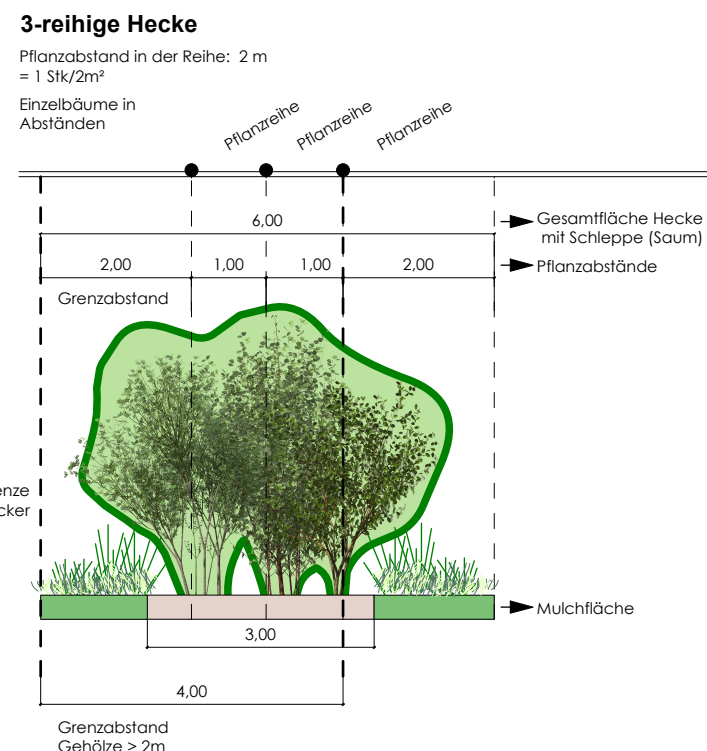 3-reihige Hecke
Pflanzabstand in der Reihe: 2 m
= 1 Stk/2m²
Einzelbäume in
Abständen
Pflanzreihe
Pflanzreihe
Pflanzreihe
6,00
Gesamtfläche Hecke
mit Schleppe (Saum)
2,00
1,00
1,00
2,00
Pflanzabstände
Grenzabstand
enze
cker
Mulchfläche
3,00
4,00
Grenzabstand
Gehölze > 2m